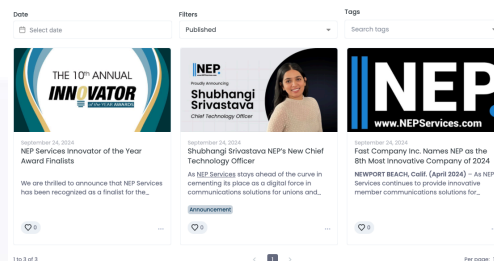 Date
Filters
Tags
Select date
Published
Search tags
THE 10th ANNUAL
INNOVATOR
of the YEAR AWARDS
NEP.
Proudly Announcing
Shubhangi
Srivastava
Chief Technology Officer
NEP.
www.NEPServices.com
September 24, 2024
NEP Services Innovator of the Year
Award Finalists
We are thrilled to announce that NEP Services
has been recognized as a finalist for the...
0
...
September 24, 2024
Shubhangi Srivastava NEP's New Chief
Technology Officer
As NEP Services stays ahead of the curve in
cementing its place as a digital force in
communications solutions for unions and...
Announcement
0
...
September 24, 2024
Fast Company Inc. Names NEP as the
8th Most Innovative Company of 2024
NEWPORT BEACH, Calif. (April 2024) – As NEP
Services continues to provide innovative
member communications solutions for...
0
1 to 3 of 3
1
Per page: